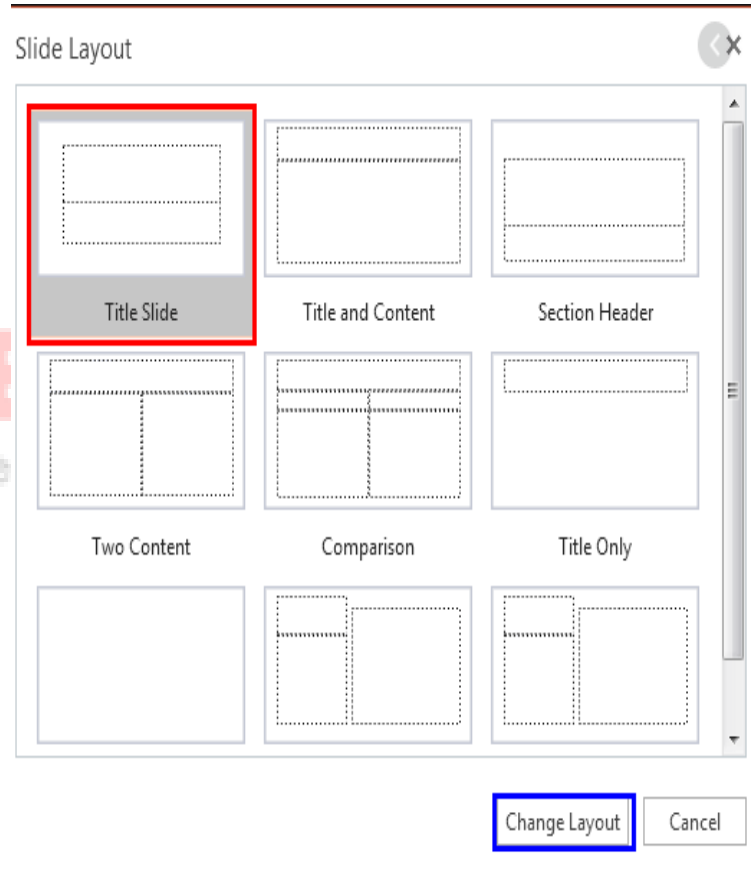 Slide Layout
Title Slide
Title and Content
Section Header
Two Content
Comparison
Title Only
Change Layout
Cancel